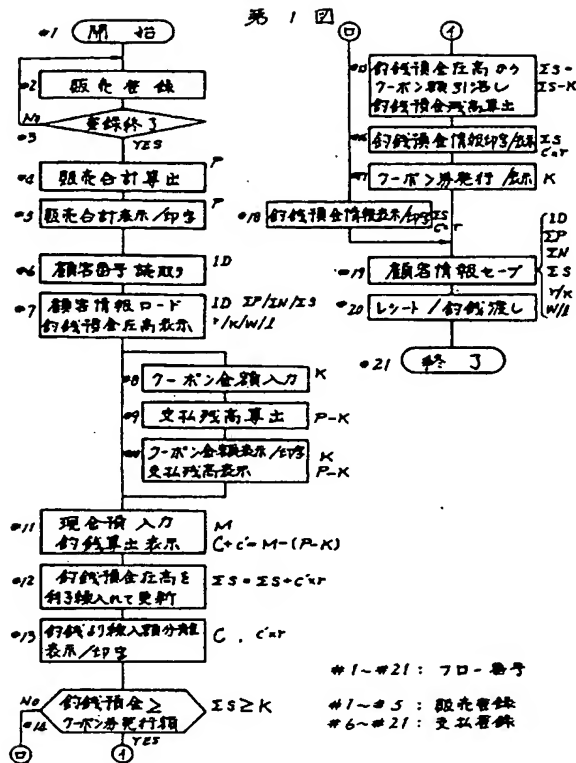 第 1 図
#1 開 始
#2 販売登録
#3 登録終了
NO
YES
#4 販売合計算出 P
#5 販売合計表示/印字 P
#6 顧客番号読取り ID
#7 顧客情報ロード ID ΣP/ΣN/ΣS
釣銭預金在高表示 r/K/W/l
#8 クーポン金額入力 K
#9 支払残高算出 P-K
クーポン金額表示/印字 K
支払残高表示 P-K
#11 現金預入力 M
釣銭算出表示 C+c'=M-(P-K)
#12 釣銭預金在高を ΣS=ΣS+c'×r
利子繰入れて更新
#13 釣銭より繰入額分離 C , c'×r
表示/印字
NO
#14 釣銭預金≧ ΣS≧K
クーポン券発行額
YES
ロ
イ
ロ
イ
釣銭預金在高から ΣS=
クーポン額引落し ΣS-K
釣銭預金残高算出
釣銭預金情報印字/表示 ΣS
c'×r
クーポン券発行/表示 K
#18 釣銭預金情報表示/印字 ΣS
c'×r
#19 顧客情報セーブ
ID
ΣP
ΣN
ΣS
r/K
W/l
#20 レシート/釣銭渡し
#21 終 了
#1~#21: フロー番号
#1~#5: 販売登録
#6~#21: 支払登録